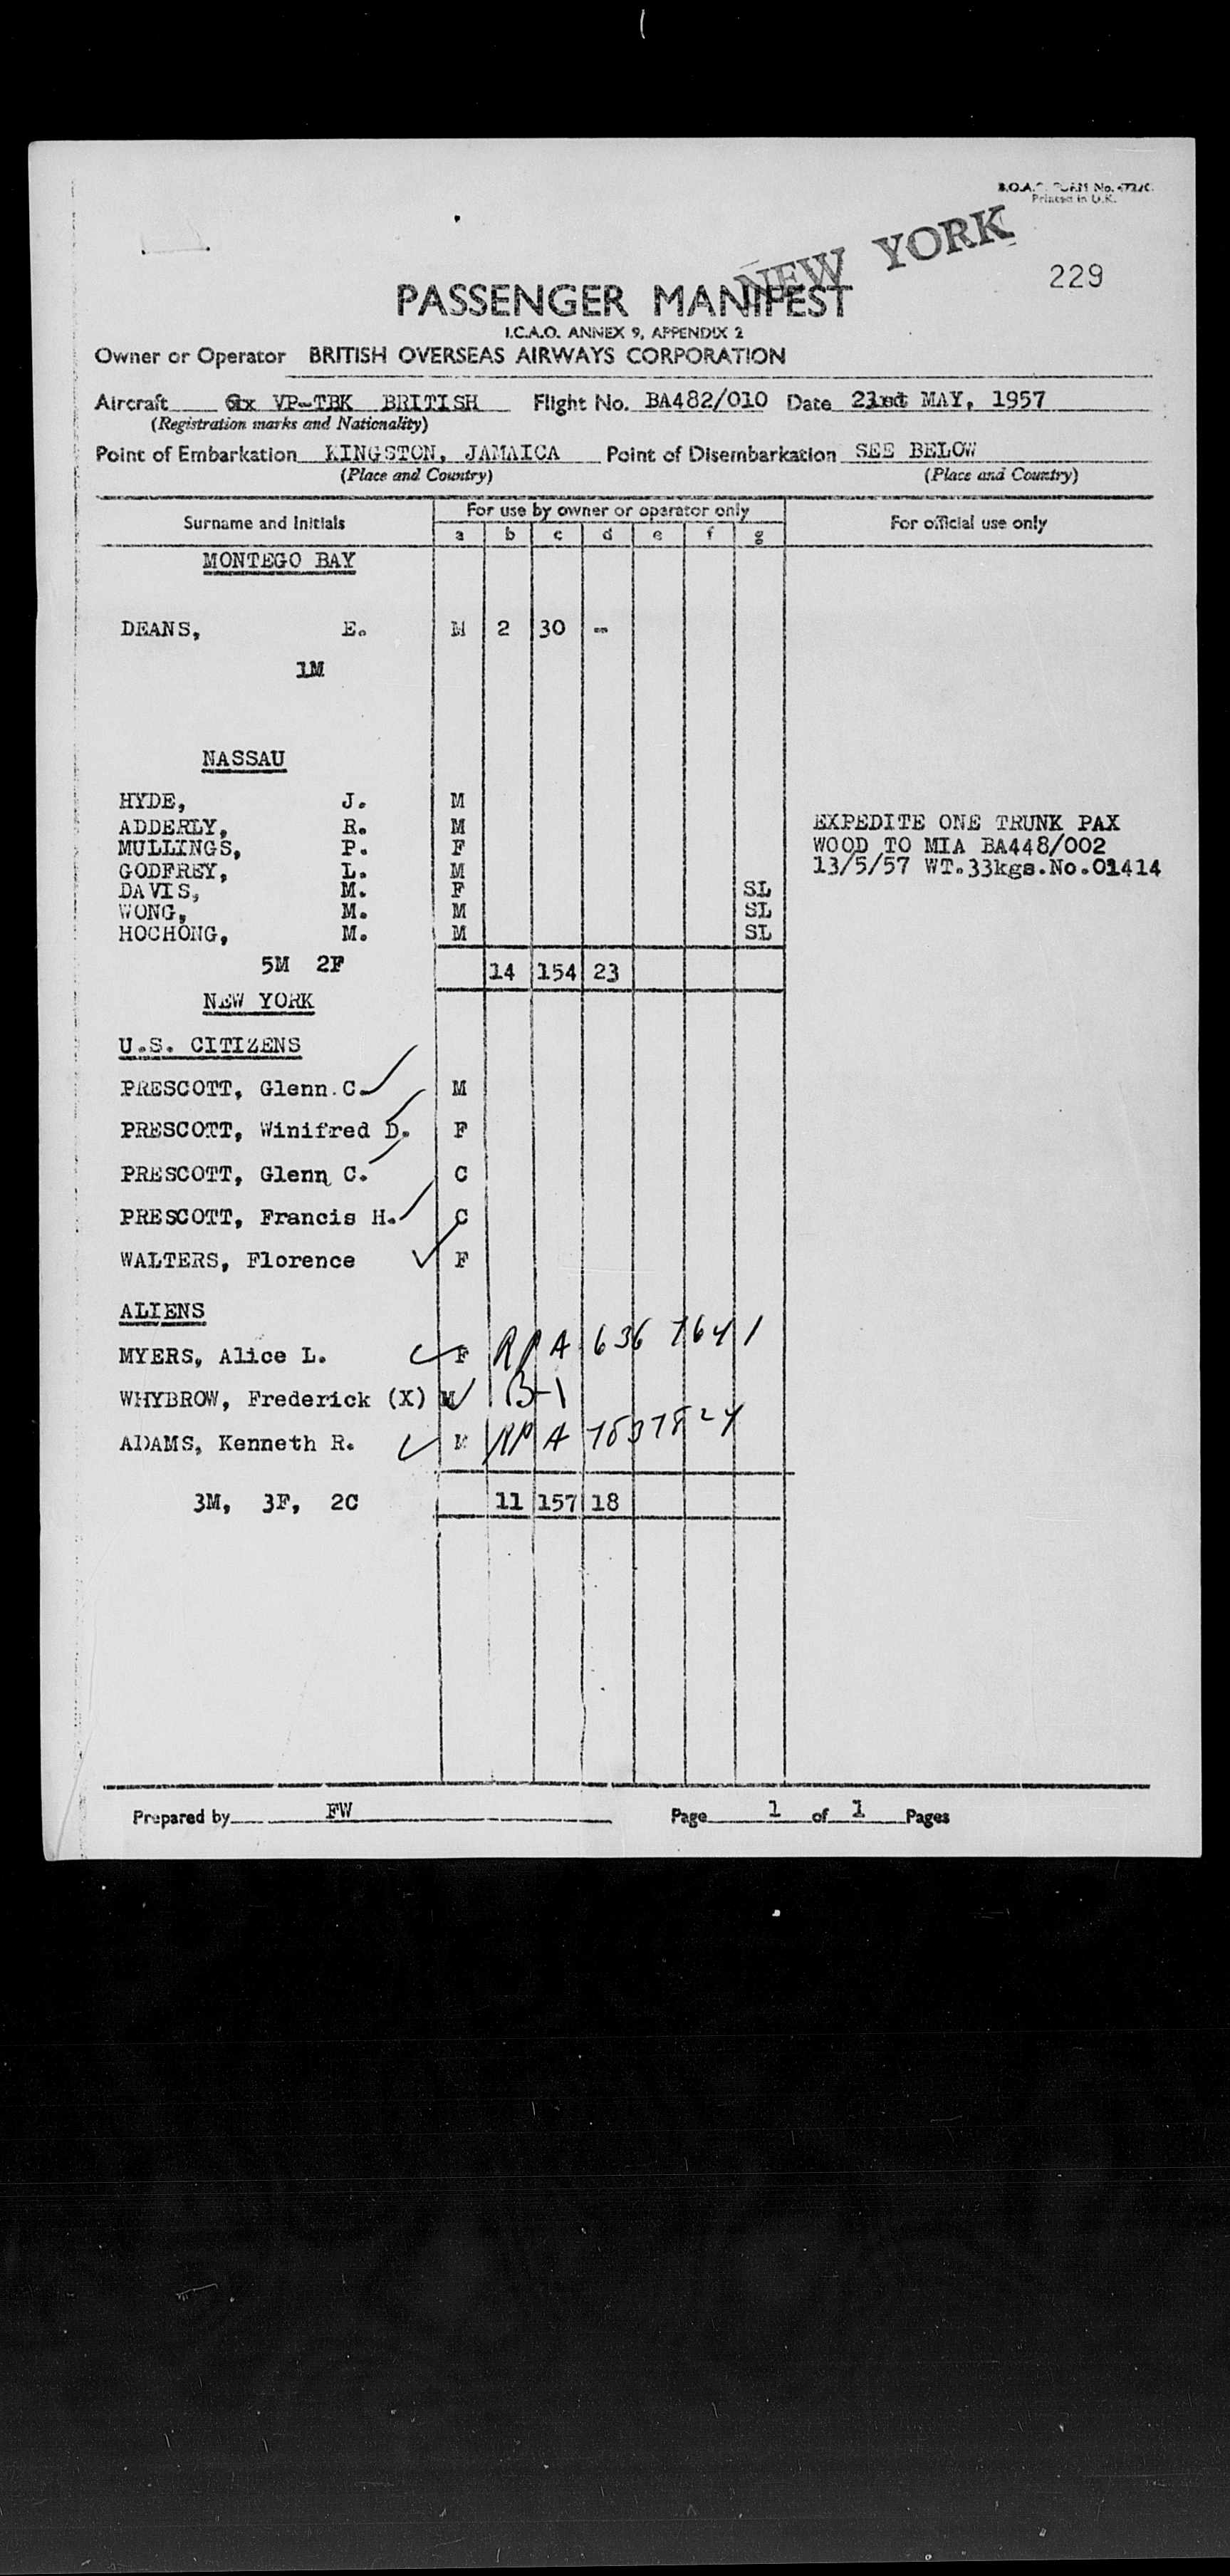 B.O.A.C. FORM No.
Printed in U.K.
NEW YORK
229
PASSENGER MANIFEST
I.C.A.O. ANNEX 9, APPENDIX 2
Owner or Operator BRITISH OVERSEAS AIRWAYS CORPORATION
Aircraft VP-TBK BRITISH Flight No. BA482/010 Date MAY, 1957
(Registration marks and Nationality)
Point of Embarkation KINGSTON, JAMAICA Point of Disembarkation SEE BELOW
(Place and Country) (Place and Country)
Surname and Initials For use by owner or operator only For official use only
a b c d e f g
MONTEGO BAY
DEANS, E. M 2 30 -
1M
NASSAU
HYDE, J. M
ADDERLY, R. M EXPEDITE ONE TRUNK PAX
MULLINGS, P. F WOOD TO MIA BA448/002
GODFREY, L. M 13/5/57 WT.33kgs.No.01414
DAVIS, M. F SL
WONG, M. M SL
HOCHONG, M. M SL
5M 2F 14 154 23
NEW YORK
U.S. CITIZENS
PRESCOTT, Glenn C. M
PRESCOTT, Winifred D. F
PRESCOTT, Glenn C. C
PRESCOTT, Francis H. C
WALTERS, Florence F
ALIENS
MYERS, Alice L. F RP A 636 7641
WHYBROW, Frederick (X) M B-1
ADAMS, Kenneth R. M RP A
3M, 3F, 2C 11 157 18
Prepared by FW Page 1 of 1 Pages